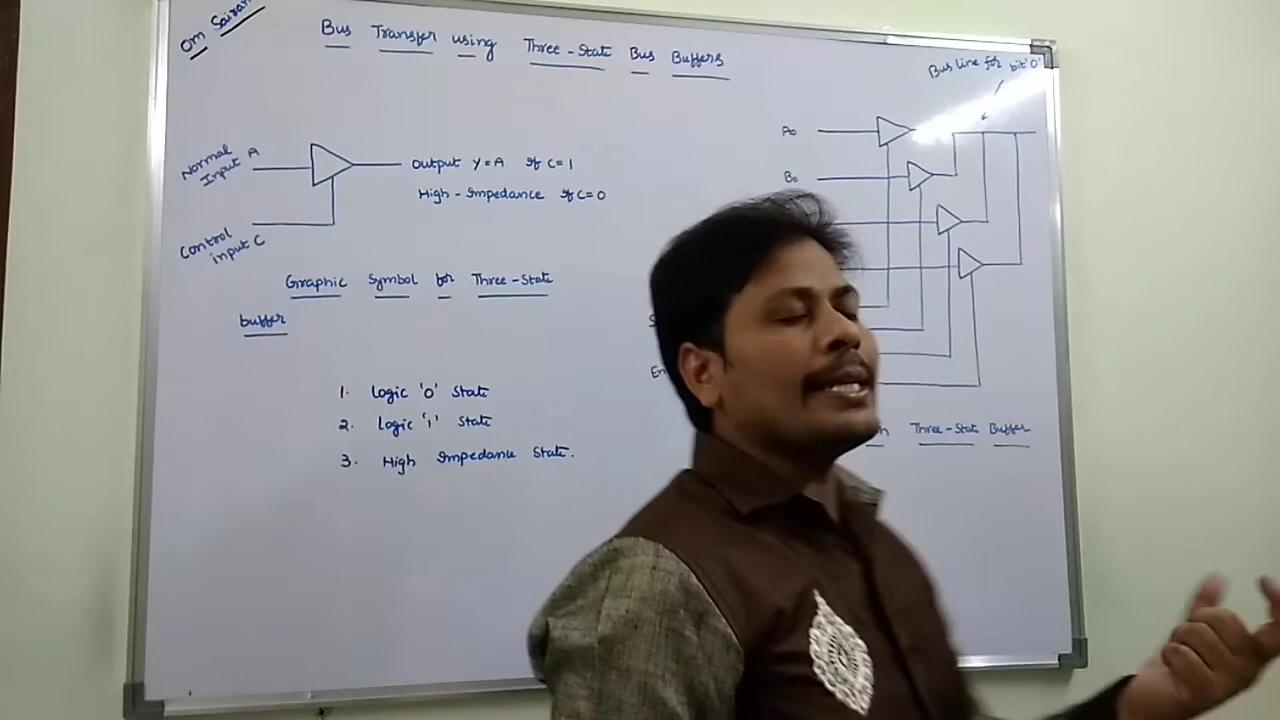 Om Sairam
Bus Transfer using Three-State Bus Buffers
Bus line for bit '0'
Normal Input A
Output Y=A if C=1
High-Impedance if C=0
Control input C
Graphic Symbol for Three-State
buffer
1. Logic '0' State
2. Logic '1' State
3. High Impedance State.
A0
B0
Three-State Buffer